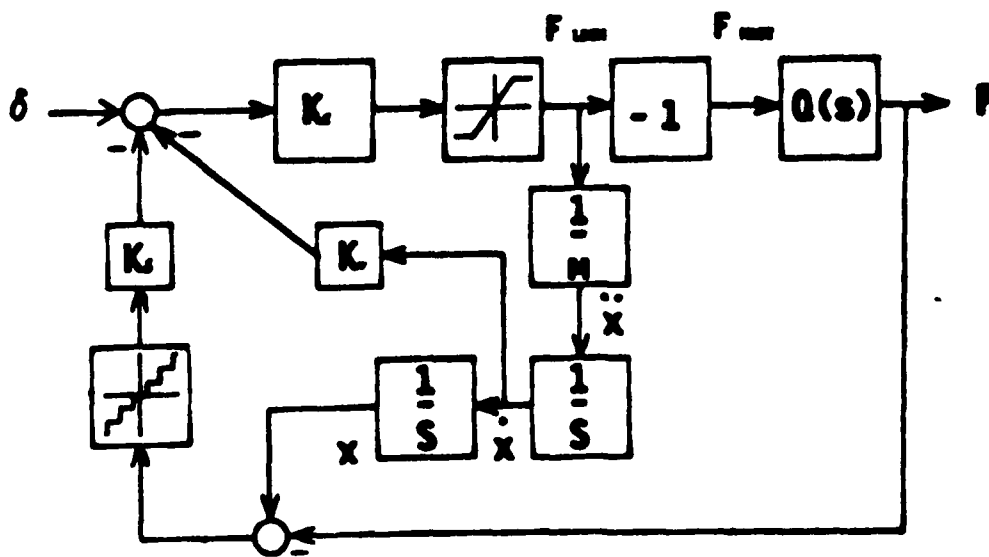 F F
δ K - 1 Q(s)
- -
1
-
M
K K
ẍ
1 1
- -
S S
x ẋ
-